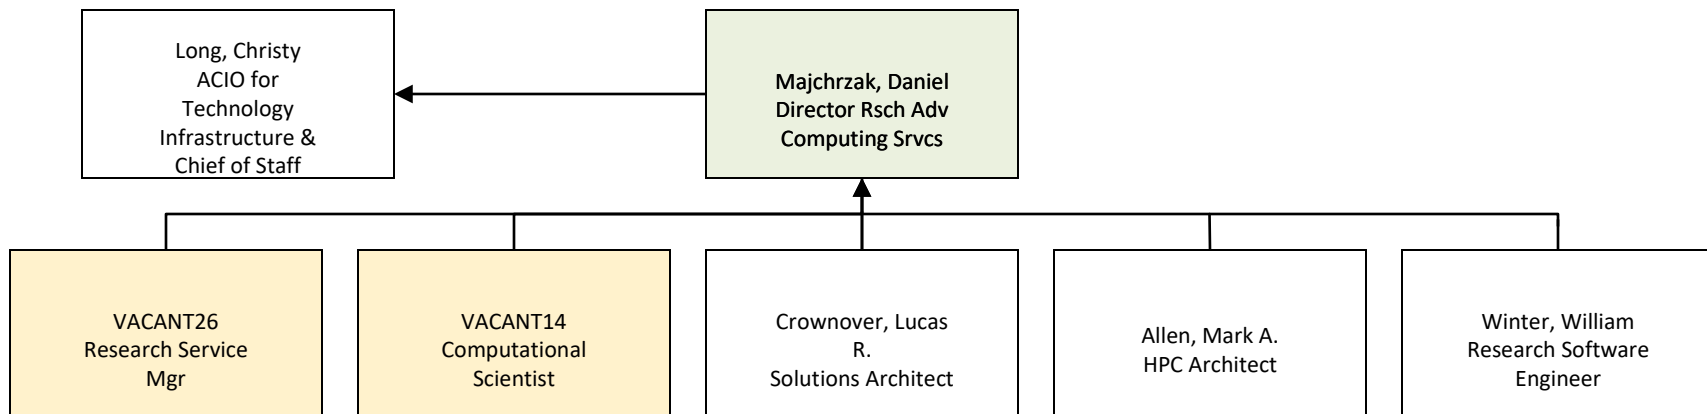 Long, Christy
ACIO for
Technology
Infrastructure &
Chief of Staff
Majchrzak, Daniel
Director Rsch Adv
Computing Srvcs
VACANT26
Research Service
Mgr
VACANT14
Computational
Scientist
Crownover, Lucas
R.
Solutions Architect
Allen, Mark A.
HPC Architect
Winter, William
Research Software
Engineer